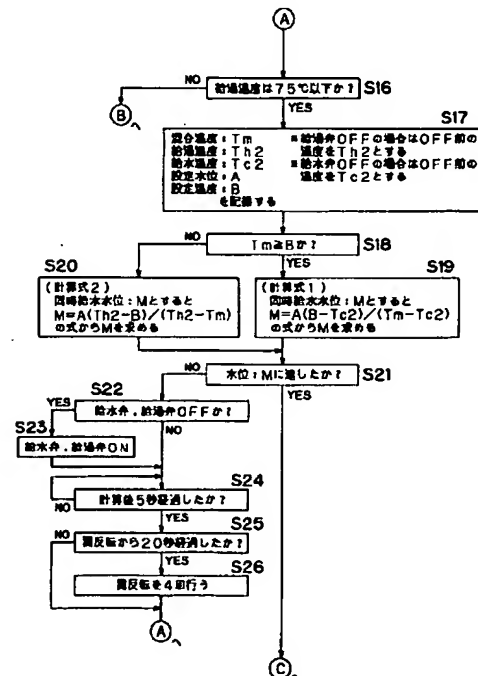 A
NO
給湯温度は75℃以下か?
S16
B
YES
S17
混合温度:Tm
給湯温度:Th2
給水温度:Tc2
設定水位:A
設定温度:B
を記録する
※給湯弁OFFの場合はOFF前の
温度をTh2とする
※給水弁OFFの場合はOFF前の
温度をTc2とする
NO
Tm≧Bか?
S18
YES
S20
S19
(計算式2)
同時給水水位:Mとすると
M=A(Th2-B)/(Th2-Tm)
の式からMを求める
(計算式1)
同時給水水位:Mとすると
M=A(B-Tc2)/(Tm-Tc2)
の式からMを求める
NO
水位:Mに達したか?
S21
YES
S22
YES
給水弁.給湯弁OFFか?
S23
NO
給水弁.給湯弁ON
S24
計算後5秒経過したか?
NO
YES
S25
NO
間反転から20秒経過したか?
YES
S26
間反転を4回行う
A
C